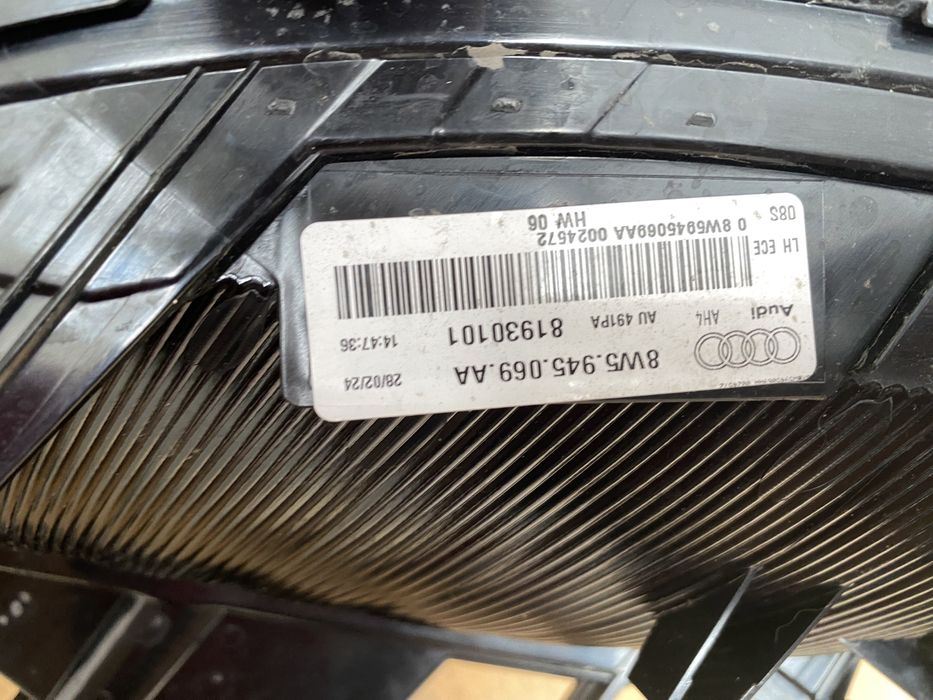 8W5.945.069.AA
28/02/24
Audi
AH4
AU 491PA
81930101
14:47:36
LH ECE
0 8W5945069AA 0024572
08S
HW 06